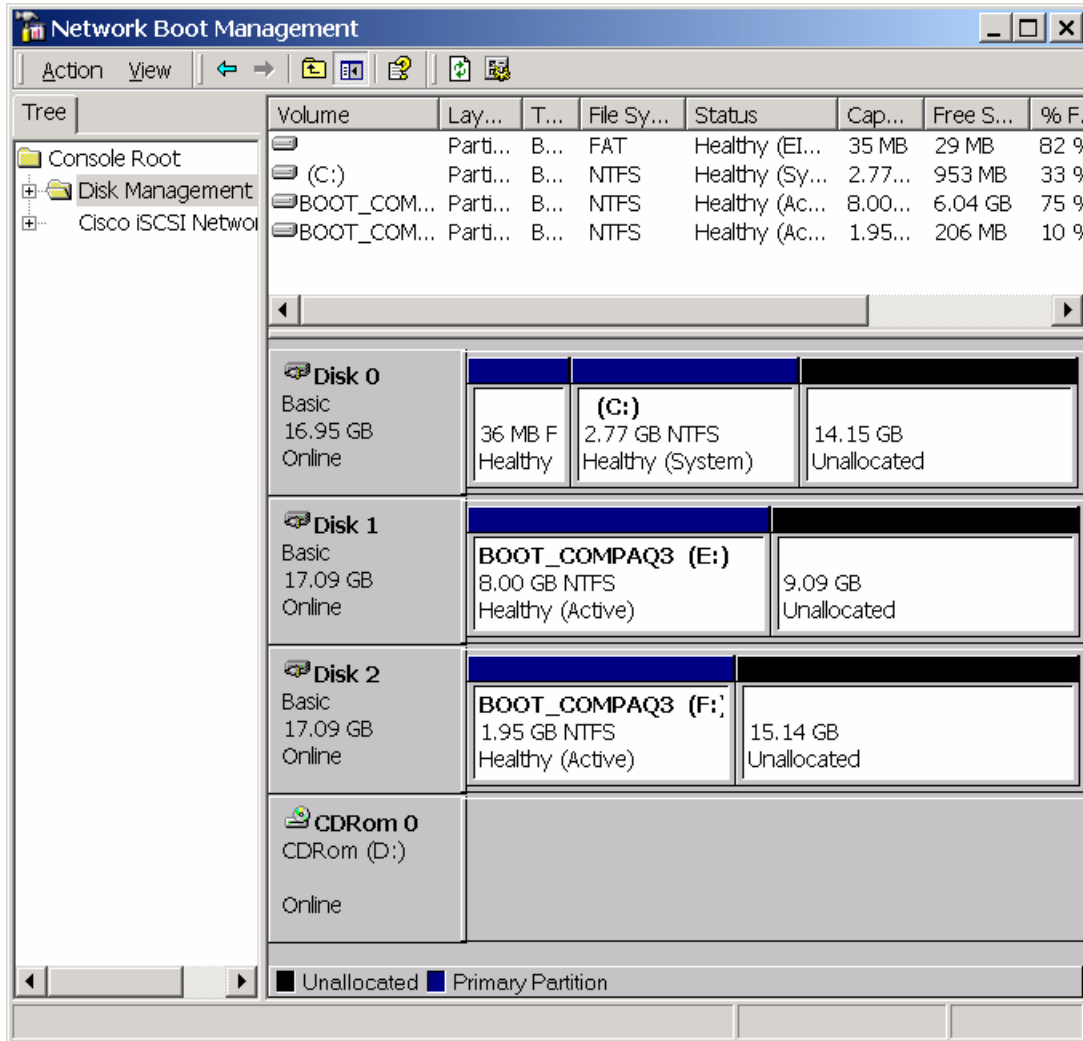 Network Boot Management
Action View
Tree
Console Root
Disk Management
Cisco iSCSI Networ
Volume Lay... T... File Sy... Status Cap... Free S... % F.
Parti... B... FAT Healthy (EI... 35 MB 29 MB 82 %
(C:) Parti... B... NTFS Healthy (Sy... 2.77... 953 MB 33 %
BOOT_COM... Parti... B... NTFS Healthy (Ac... 8.00... 6.04 GB 75 %
BOOT_COM... Parti... B... NTFS Healthy (Ac... 1.95... 206 MB 10 %
Disk 0
Basic
16.95 GB
Online
36 MB F
Healthy
(C:)
2.77 GB NTFS
Healthy (System)
14.15 GB
Unallocated
Disk 1
Basic
17.09 GB
Online
BOOT_COMPAQ3 (E:)
8.00 GB NTFS
Healthy (Active)
9.09 GB
Unallocated
Disk 2
Basic
17.09 GB
Online
BOOT_COMPAQ3 (F:)
1.95 GB NTFS
Healthy (Active)
15.14 GB
Unallocated
CDRom 0
CDRom (D:)
Online
Unallocated Primary Partition